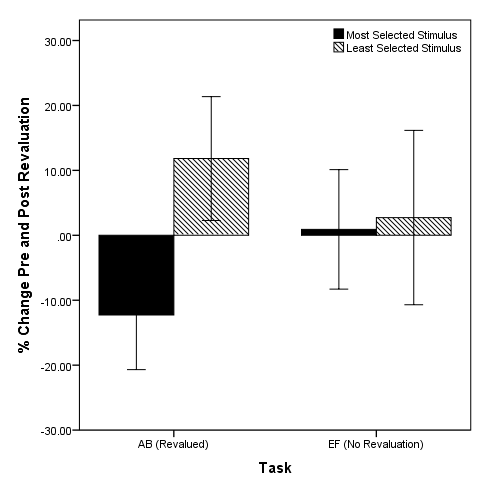 Most Selected Stimulus
Least Selected Stimulus
% Change Pre and Post Revaluation
30.00
20.00
10.00
.00
-10.00
-20.00
-30.00
AB (Revalued)
EF (No Revaluation)
Task